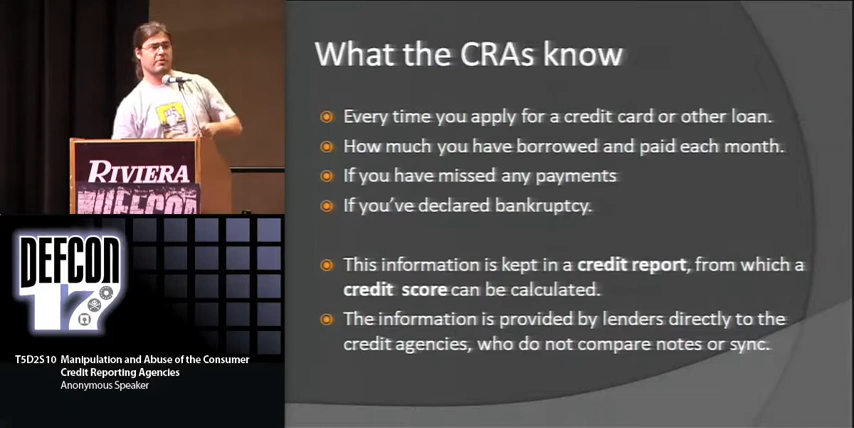 What the CRAs know
Every time you apply for a credit card or other loan.
How much you have borrowed and paid each month.
If you have missed any payments
If you've declared bankruptcy.
This information is kept in a credit report, from which a
credit score can be calculated.
The information is provided by lenders directly to the
credit agencies, who do not compare notes or sync.
RIVIERA
DEFCON
DEFCON
17
T5D2S10 Manipulation and Abuse of the Consumer
Credit Reporting Agencies
Anonymous Speaker